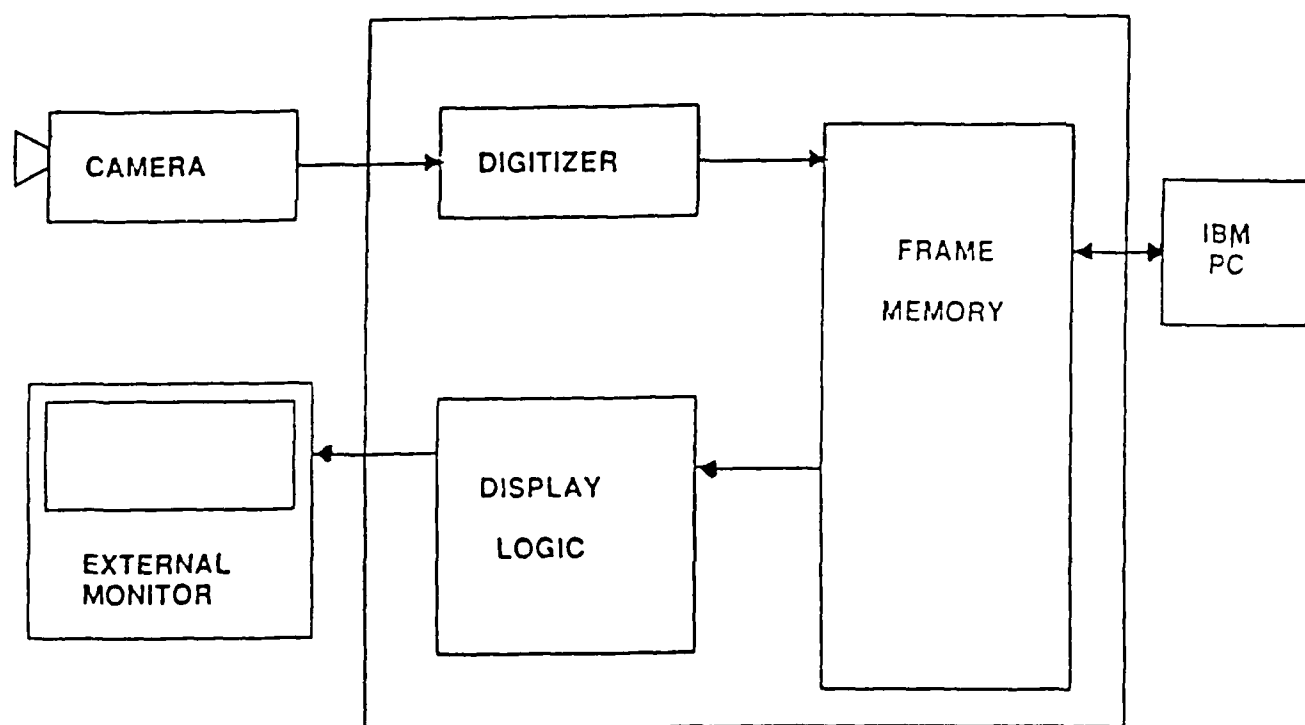 CAMERA
DIGITIZER
FRAME
MEMORY
IBM
PC
DISPLAY
LOGIC
EXTERNAL
MONITOR